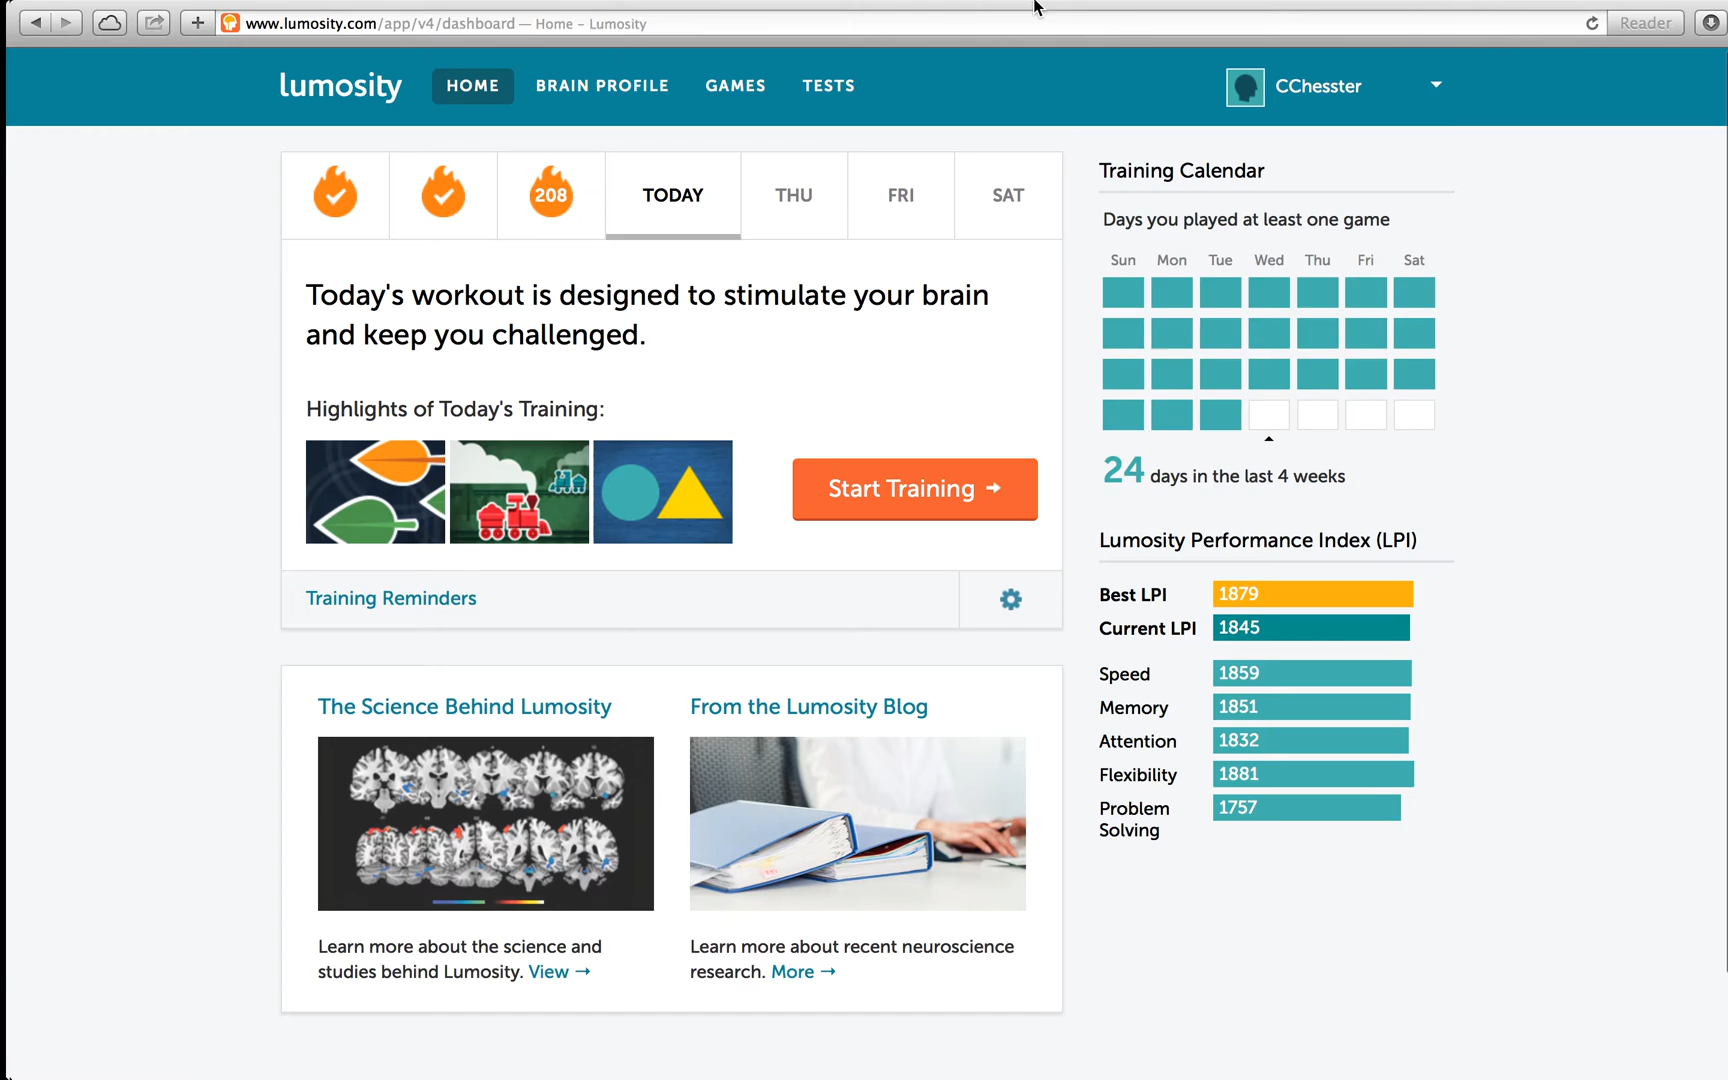 www.lumosity.com/app/v4/dashboard — Home – Lumosity
Reader
lumosity
HOME
BRAIN PROFILE
GAMES
TESTS
CChesster
208
TODAY
THU
FRI
SAT
Today's workout is designed to stimulate your brain
and keep you challenged.
Highlights of Today's Training:
Start Training →
Training Reminders
The Science Behind Lumosity
Learn more about the science and
studies behind Lumosity. View →
From the Lumosity Blog
Learn more about recent neuroscience
research. More →
Training Calendar
Days you played at least one game
Sun Mon Tue Wed Thu Fri Sat
24 days in the last 4 weeks
Lumosity Performance Index (LPI)
Best LPI 1879
Current LPI 1845
Speed 1859
Memory 1851
Attention 1832
Flexibility 1881
Problem 1757
Solving